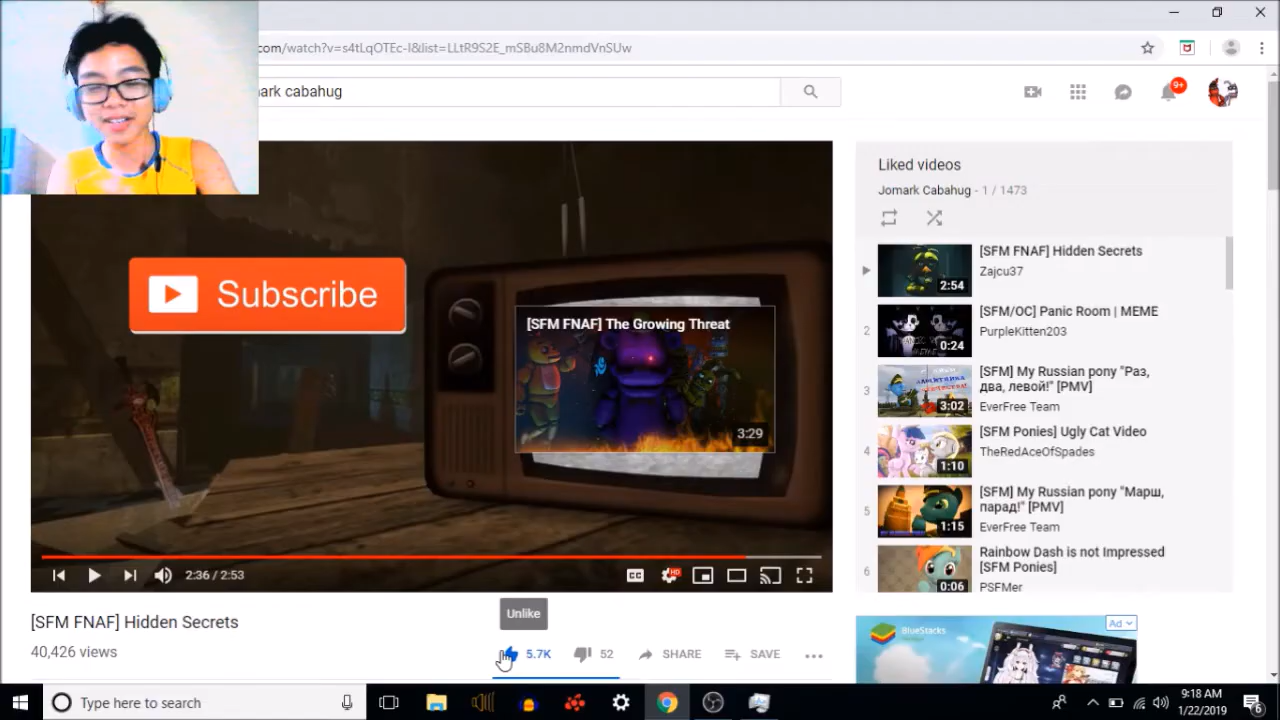 com/watch?v=s4tLqOTEc-I&list=LLtR9S2E_mSBu8M2nmdVnSUw
ark cabahug
9+
Subscribe
[SFM FNAF] The Growing Threat
3:29
2:36 / 2:53
CC
HD
[SFM FNAF] Hidden Secrets
40,426 views
Unlike
5.7K
52
SHARE
SAVE
Liked videos
Jomark Cabahug - 1 / 1473
[SFM FNAF] Hidden Secrets
Zajcu37
2:54
2
[SFM/OC] Panic Room | MEME
PurpleKitten203
0:24
3
[SFM] My Russian pony "Раз,
два, левой!" [PMV]
EverFree Team
3:02
4
[SFM Ponies] Ugly Cat Video
TheRedAceOfSpades
1:10
5
[SFM] My Russian pony "Марш,
парад!" [PMV]
EverFree Team
1:15
6
Rainbow Dash is not Impressed
[SFM Ponies]
PSFMer
0:06
BlueStacks
Ad
Type here to search
9:18 AM
1/22/2019
6